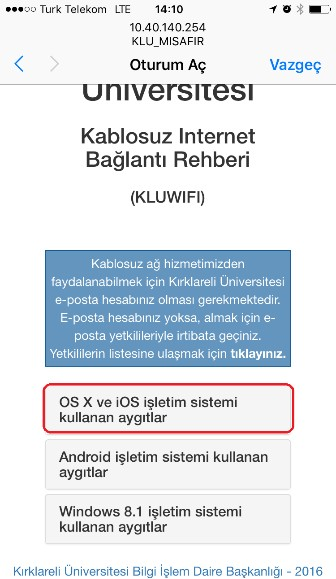 Turk Telekom LTE 14:10
10.40.140.254
KLU_MISAFIR
Oturum Aç Vazgeç
Üniversitesi
Kablosuz Internet
Bağlantı Rehberi
(KLUWIFI)
Kablosuz ağ hizmetimizden
faydalanabilmek için Kırklareli Üniversitesi
e-posta hesabınız olması gerekmektedir.
E-posta hesabınız yoksa, almak için e-
posta yetkilileriyle irtibata geçiniz.
Yetkililerin listesine ulaşmak için tıklayınız.
OS X ve iOS işletim sistemi
kullanan aygıtlar
Android işletim sistemi kullanan
aygıtlar
Windows 8.1 işletim sistemi
kullanan aygıtlar
Kırklareli Üniversitesi Bilgi İşlem Daire Başkanlığı - 2016